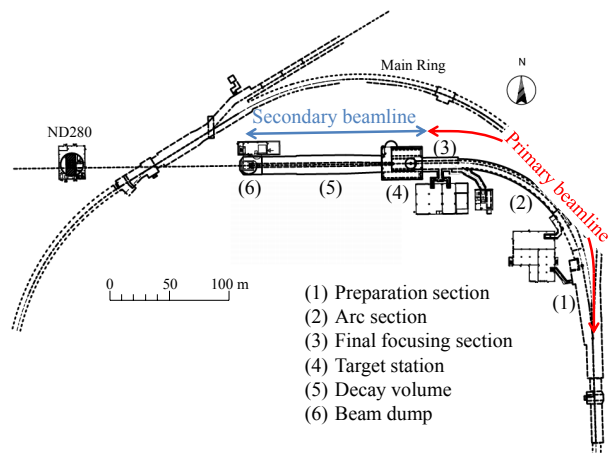 Main Ring
N
ND280
Secondary beamline
Primary beamline
(3)
(6)
(5)
(4)
(2)
(1)
0 50 100 m
(1) Preparation section
(2) Arc section
(3) Final focusing section
(4) Target station
(5) Decay volume
(6) Beam dump